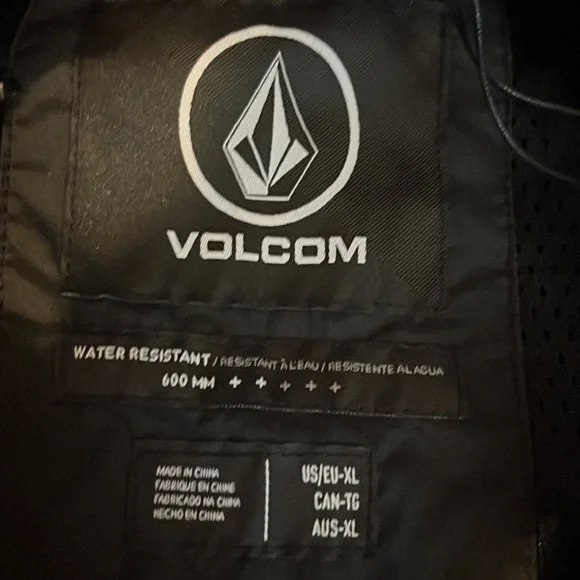 VOLCOM
WATER RESISTANT / RESISTANT À L'EAU / RESISTENTE AL AGUA
600 MM + + + + +
MADE IN CHINA
FABRIQUE EN CHINE
FABRICADO NA CHINA
HECHO EN CHINA
US/EU-XL
CAN-TG
AUS-XL